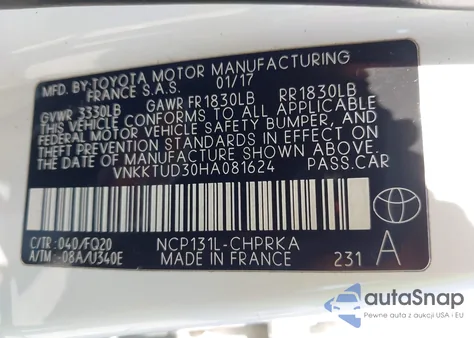 MFD. BY: TOYOTA MOTOR MANUFACTURING
FRANCE S.A.S. 01/17
GVWR 3330LB GAWR FR1830LB RR1830LB
THIS VEHICLE CONFORMS TO ALL APPLICABLE
FEDERAL MOTOR VEHICLE SAFETY, BUMPER, AND
THEFT PREVENTION STANDARDS IN EFFECT ON
THE DATE OF MANUFACTURE SHOWN ABOVE.
VNKKTUD30HA081624 PASS.CAR
C/TR: 040/FQ20 NCP131L-CHPRKA
A/TM: -08A/U340E MADE IN FRANCE 231 A
autoSnap
Pewne auto z aukcji USA - EU